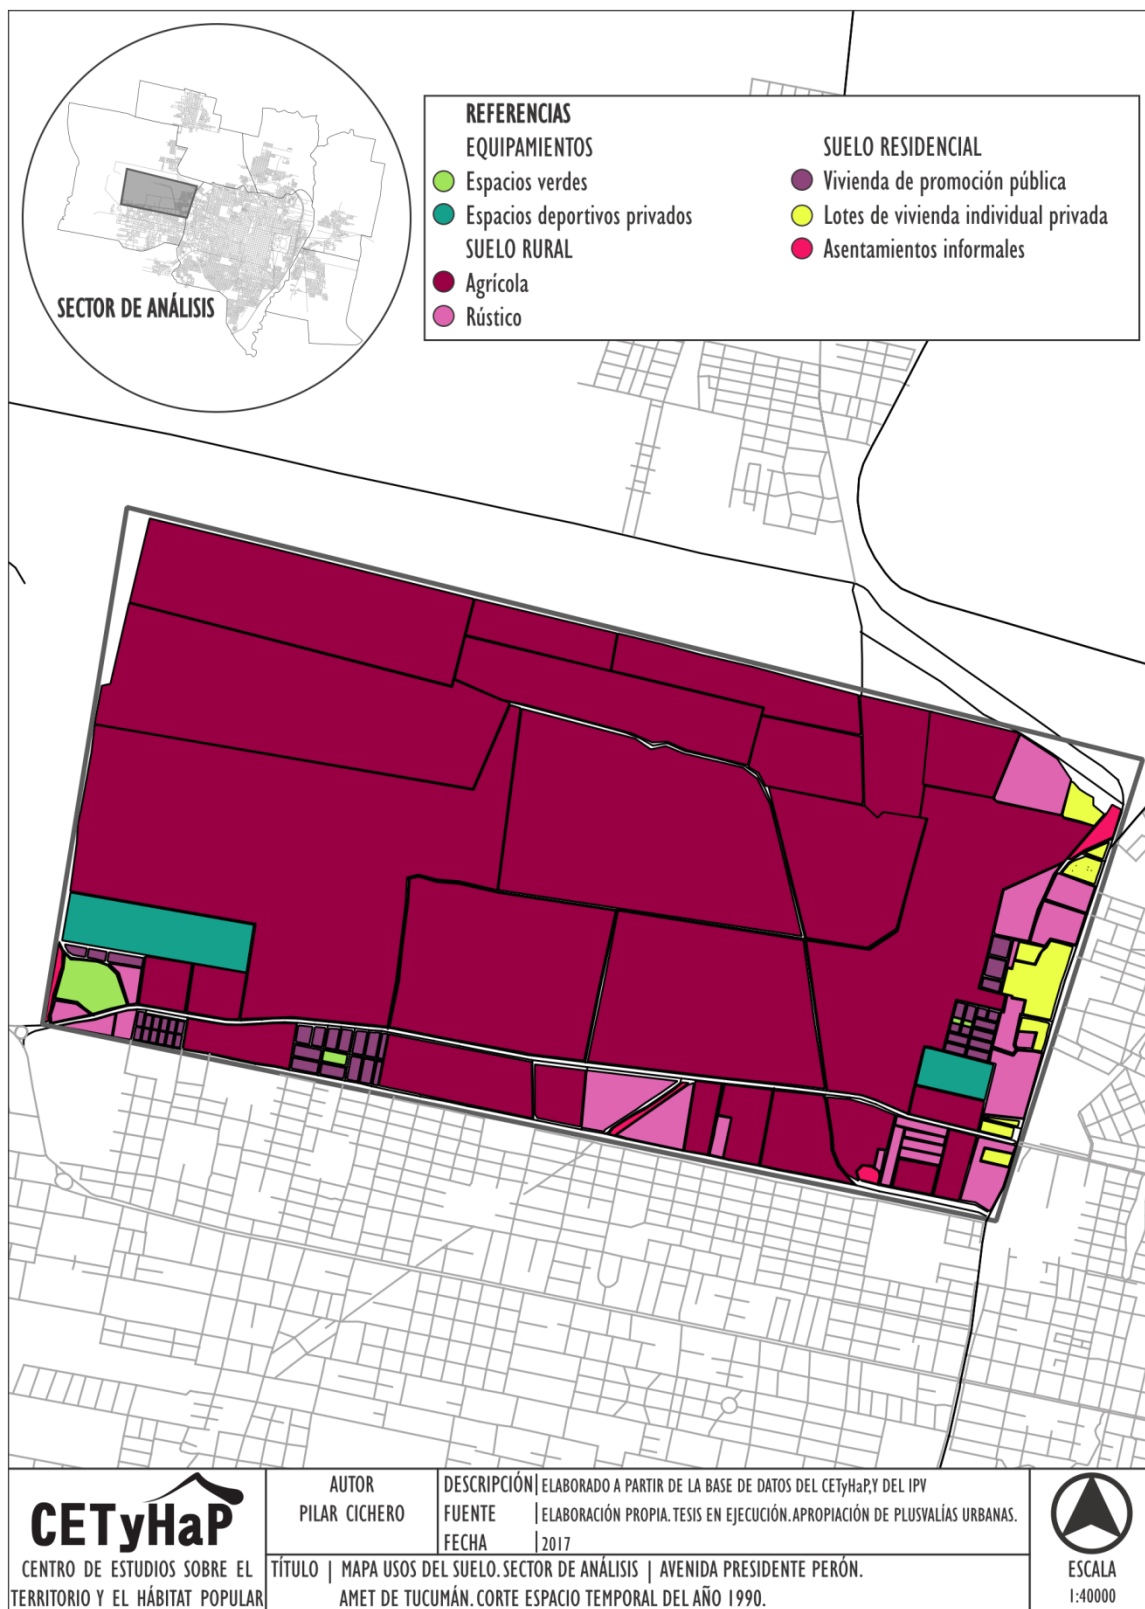 SECTOR DE ANÁLISIS
REFERENCIAS
EQUIPAMIENTOS
Espacios verdes
Espacios deportivos privados
SUELO RURAL
Agrícola
Rústico
SUELO RESIDENCIAL
Vivienda de promoción pública
Lotes de vivienda individual privada
Asentamientos informales
CETyHaP
CENTRO DE ESTUDIOS SOBRE EL
TERRITORIO Y EL HÁBITAT POPULAR
AUTOR
PILAR CICHERO
DESCRIPCIÓN | ELABORADO A PARTIR DE LA BASE DE DATOS DEL CETyHaP,Y DEL IPV
FUENTE | ELABORACIÓN PROPIA. TESIS EN EJECUCIÓN. APROPIACIÓN DE PLUSVALÍAS URBANAS.
FECHA | 2017
TÍTULO | MAPA USOS DEL SUELO. SECTOR DE ANÁLISIS | AVENIDA PRESIDENTE PERÓN.
AMET DE TUCUMÁN. CORTE ESPACIO TEMPORAL DEL AÑO 1990.
ESCALA
1:40000